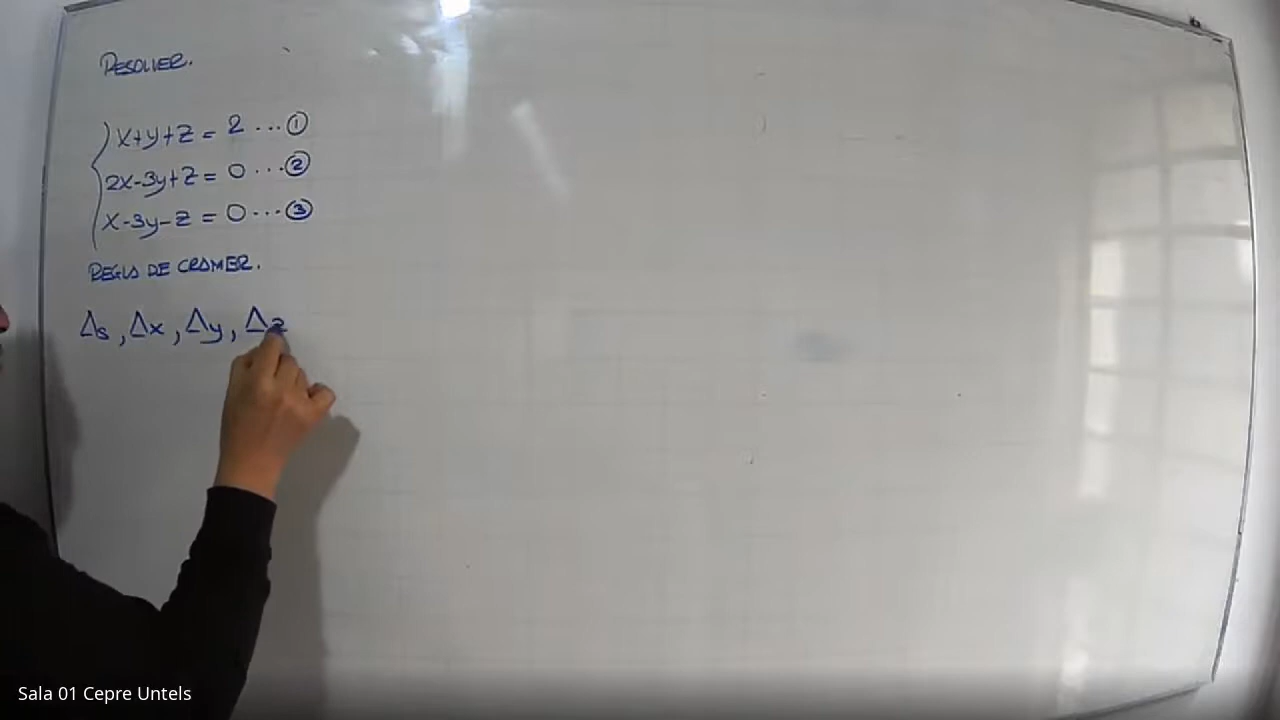 RESOLVER.
x+y+z = 2 ... ①
2x-3y+z = 0 ... ②
x-3y-z = 0 ... ③
REGLA DE CRAMER.
Δs, Δx, Δy, Δz
Sala 01 Cepre Untels